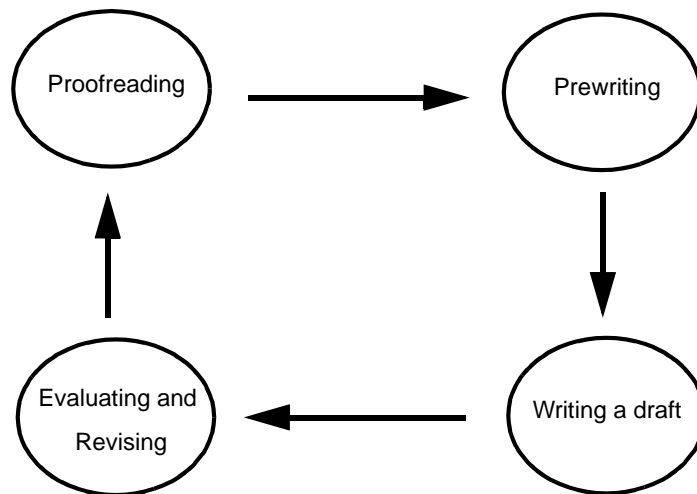 Proofreading
Prewriting
Evaluating and
Revising
Writing a draft